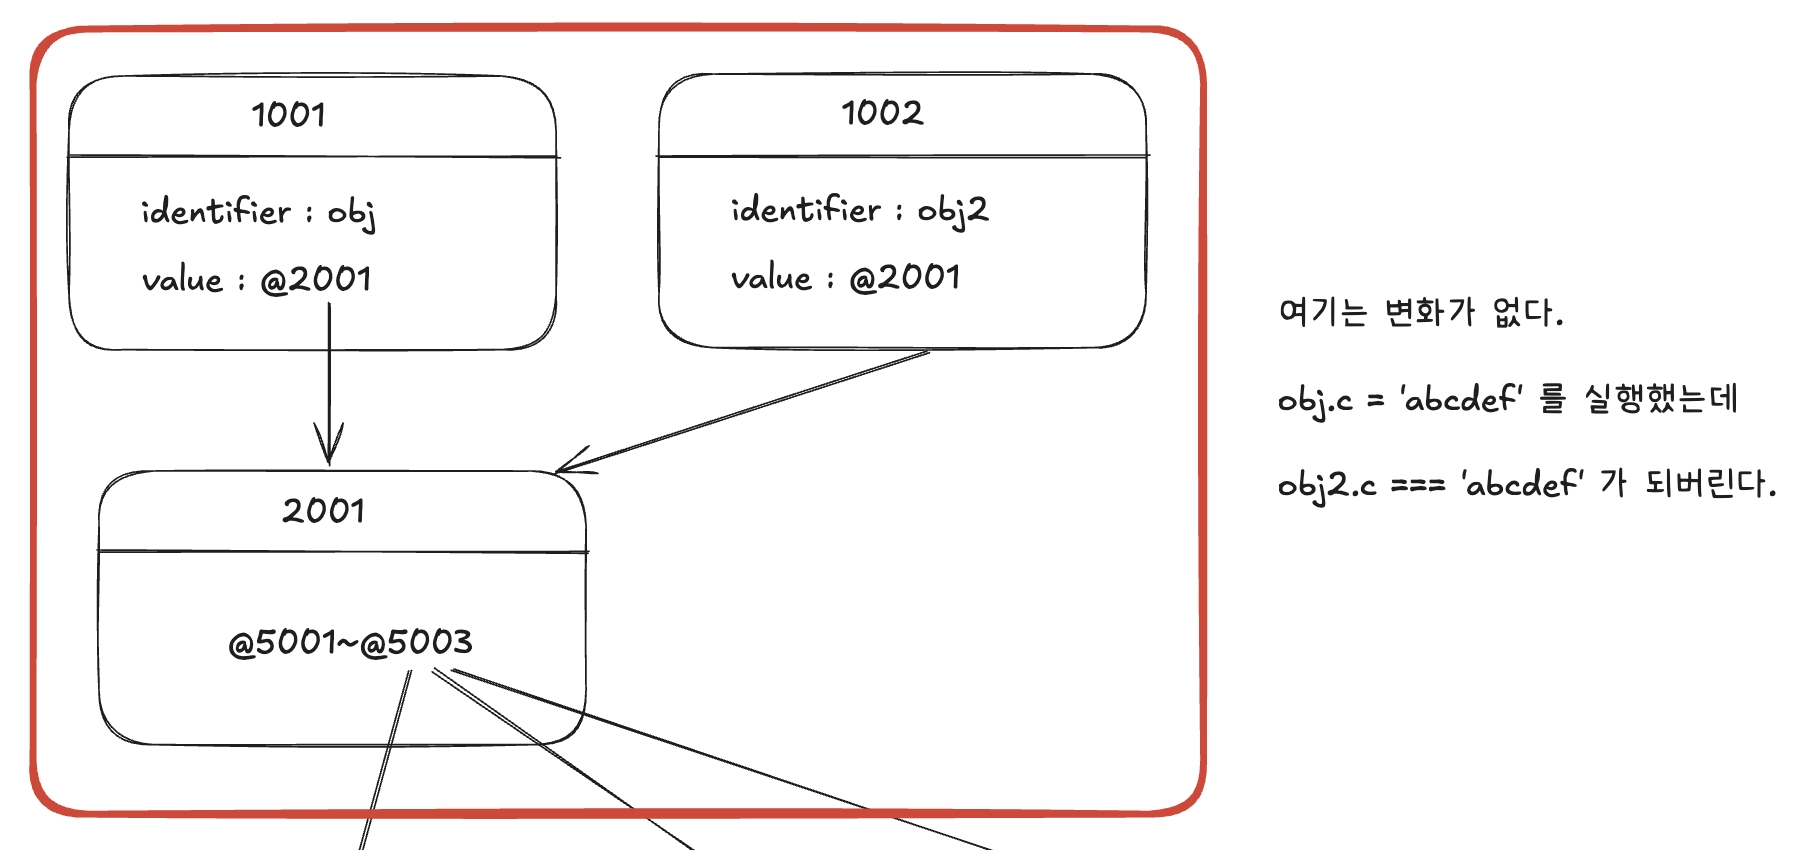 1001
identifier : obj
value : @2001
1002
identifier : obj2
value : @2001
2001
@5001~@5003
여기는 변화가 없다.
obj.c = 'abcdef' 를 실행했는데
obj2.c === 'abcdef' 가 되버린다.